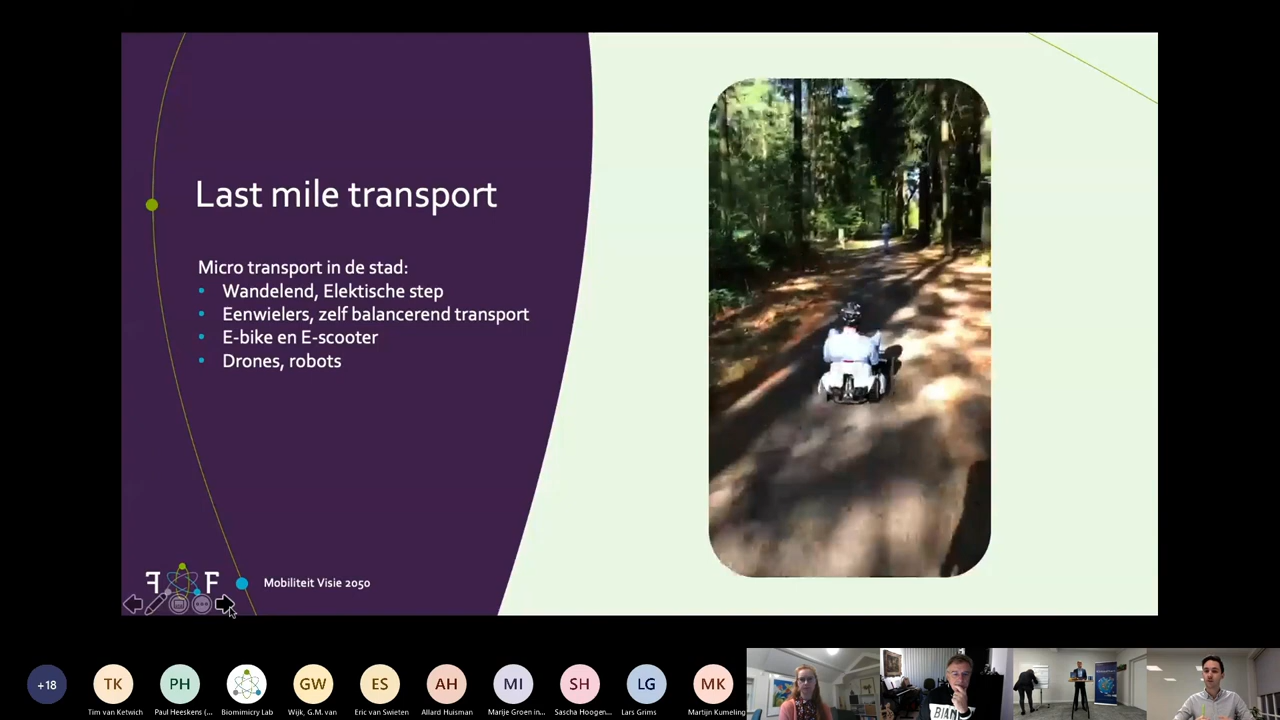 Last mile transport
Micro transport in de stad:
• Wandelend, Elektische step
• Eenwielers, zelf balancerend transport
• E-bike en E-scooter
• Drones, robots
F F
Mobiliteit Visie 2050
+18
TK
PH
GW
ES
AH
MI
SH
LG
MK
Tim van Ketwich
Paul Heeskens (...
Biomimicry Lab
Wijk, G.M. van
Eric van Swieten
Allard Huisman
Marije Groen in...
Sascha Hoogen...
Lars Grims
Martijn Kumeling
BIAN